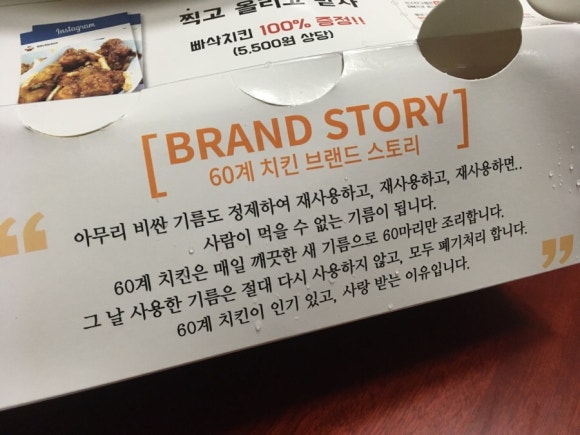 Instagram
찍고 올리고 받자
빠삭치킨 100% 증정!!
(5,500원 상당)
[BRAND STORY]
60계 치킨 브랜드 스토리
“
아무리 비싼 기름도 정제하여 재사용하고, 재사용하고, 재사용하면..
사람이 먹을 수 없는 기름이 됩니다.
60계 치킨은 매일 깨끗한 새 기름으로 60마리만 조리합니다.
그 날 사용한 기름은 절대 다시 사용하지 않고, 모두 폐기처리 합니다.
60계 치킨이 인기 있고, 사랑 받는 이유입니다.
”